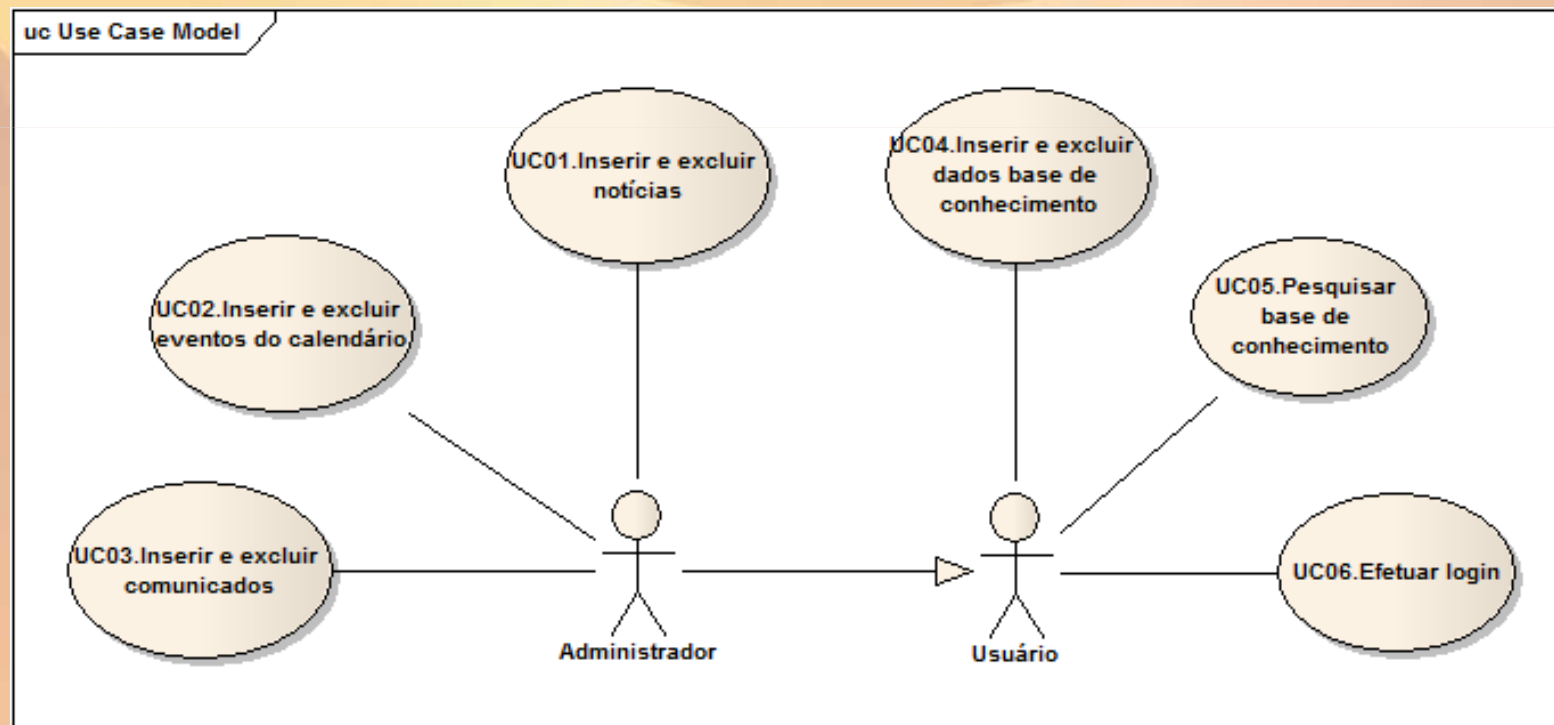 uc Use Case Model
UC01.Inserir e excluir
notícias
UC04.Inserir e excluir
dados base de
conhecimento
UC02.Inserir e excluir
eventos do calendário
UC05.Pesquisar
base de
conhecimento
UC03.Inserir e excluir
comunicados
UC06.Efetuar login
Administrador
Usuário